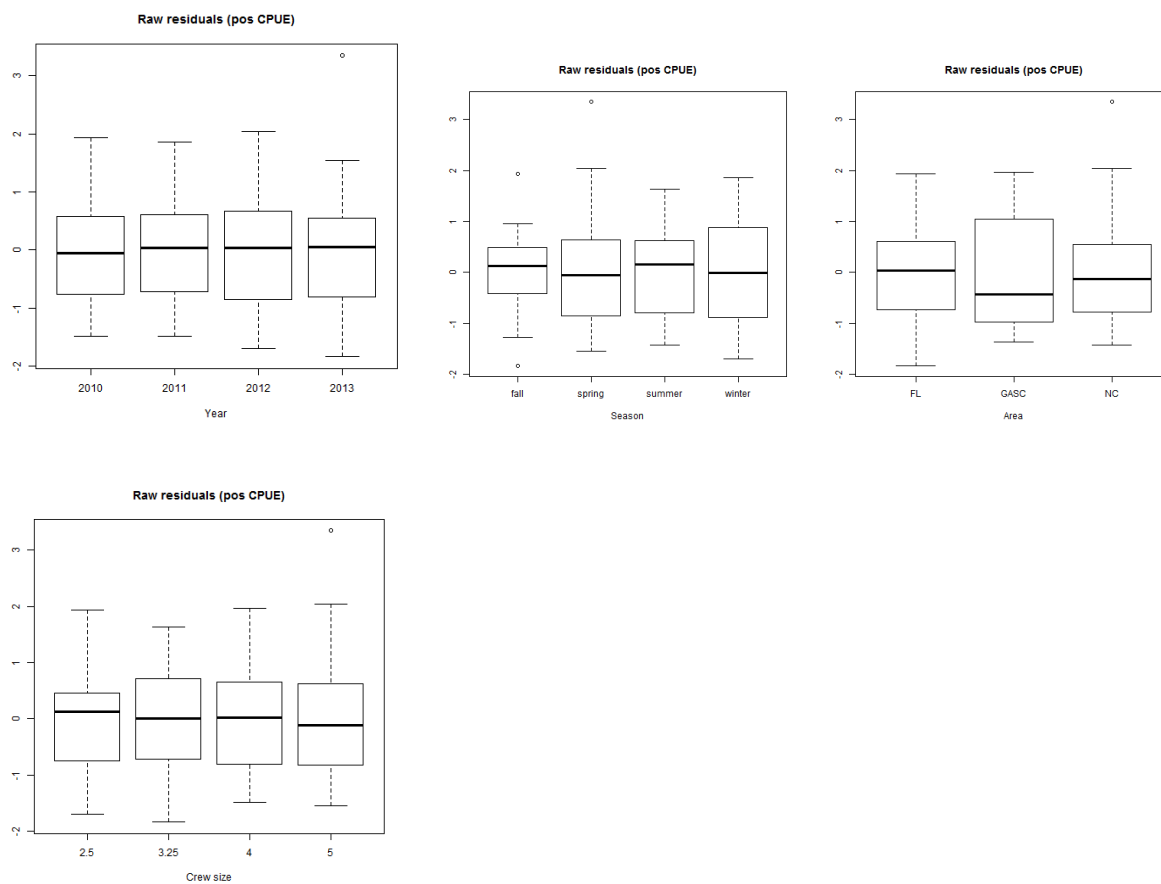 Raw residuals (pos CPUE)
3
2
1
0
-1
-2
2010 2011 2012 2013
Year
Raw residuals (pos CPUE)
3
2
1
0
-1
-2
fall spring summer winter
Season
Raw residuals (pos CPUE)
3
2
1
0
-1
-2
FL GASC NC
Area
Raw residuals (pos CPUE)
3
2
1
0
-1
-2
2.5 3.25 4 5
Crew size